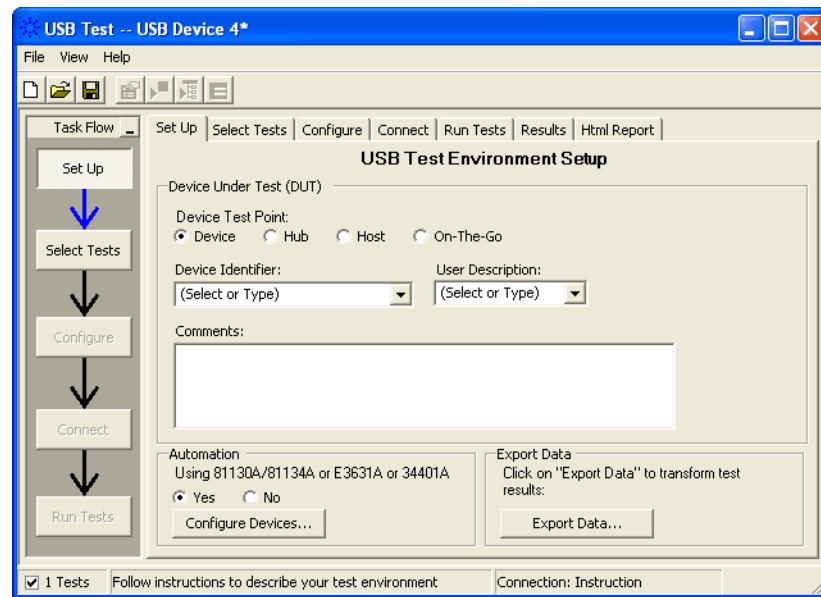 USB Test -- USB Device 4*
File View Help
Task Flow
Set Up
Select Tests
Configure
Connect
Run Tests
Set Up Select Tests Configure Connect Run Tests Results Html Report
USB Test Environment Setup
Device Under Test (DUT)
Device Test Point:
Device Hub Host On-The-Go
Device Identifier: User Description:
(Select or Type) (Select or Type)
Comments:
Automation
Using 81130A/81134A or E3631A or 34401A
Yes No
Configure Devices...
Export Data
Click on "Export Data" to transform test
results:
Export Data...
1 Tests Follow instructions to describe your test environment Connection: Instruction